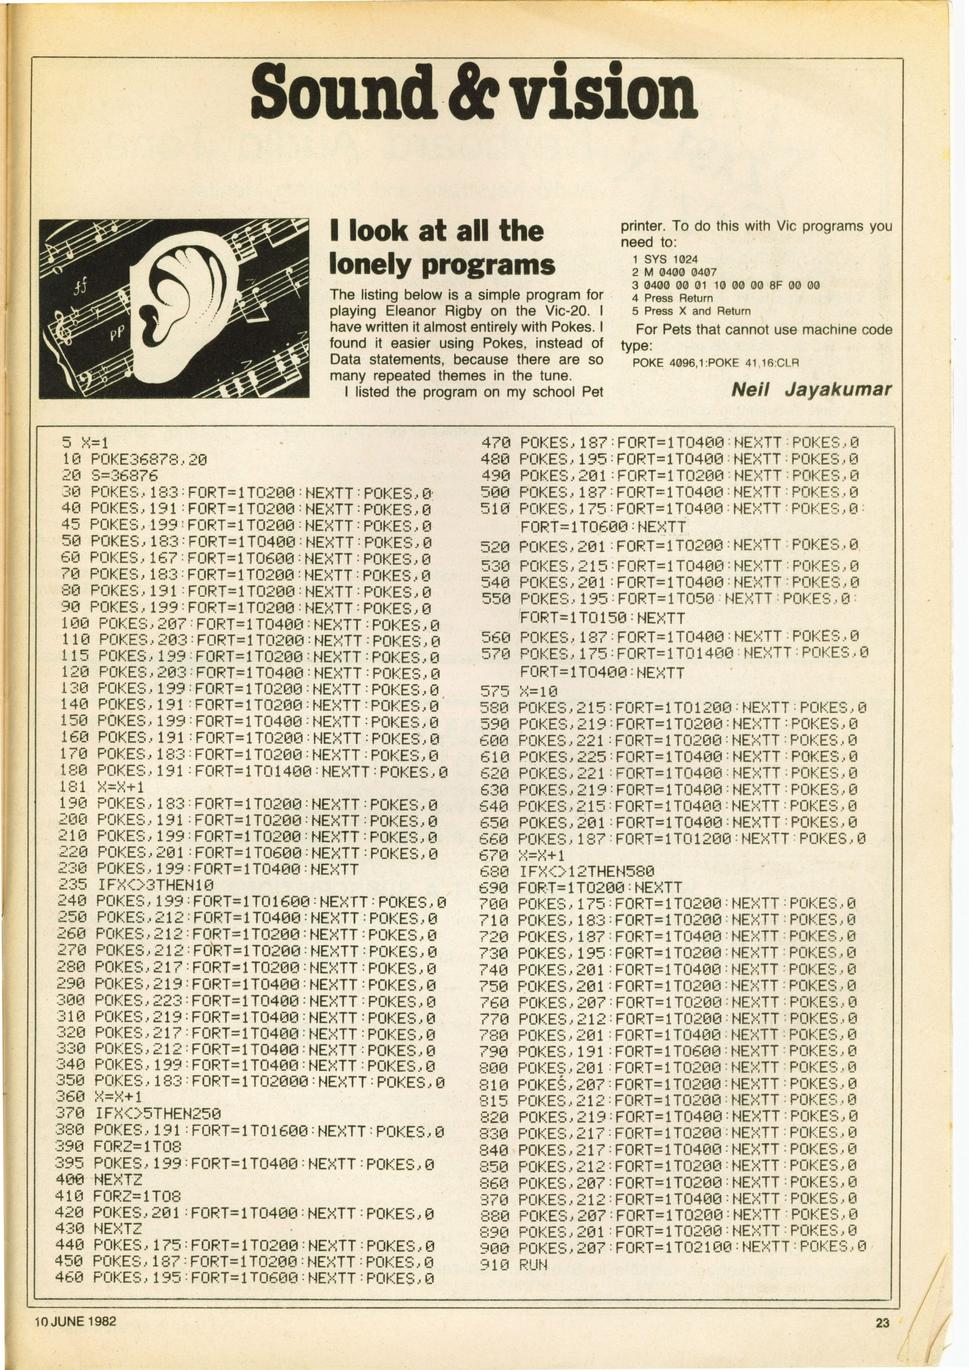 Sound & vision
ff
pp
I look at all the
lonely programs
The listing below is a simple program for
playing Eleanor Rigby on the Vic-20. I
have written it almost entirely with Pokes. I
found it easier using Pokes, instead of
Data statements, because there are so
many repeated themes in the tune.
I listed the program on my school Pet
printer. To do this with Vic programs you
need to:
1 SYS 1024
2 M 0400 0407
3 0400 00 01 10 00 00 8F 00 00
4 Press Return
5 Press X and Return
For Pets that cannot use machine code
type:
POKE 4096,1:POKE 41,16:CLR
Neil Jayakumar
5 X=1
10 POKE36878,20
20 S=36876
30 POKES,183:FORT=1TO200:NEXTT:POKES,0
40 POKES,191:FORT=1TO200:NEXTT:POKES,0
45 POKES,199:FORT=1TO200:NEXTT:POKES,0
50 POKES,183:FORT=1TO400:NEXTT:POKES,0
60 POKES,167:FORT=1TO600:NEXTT:POKES,0
70 POKES,183:FORT=1TO200:NEXTT:POKES,0
80 POKES,191:FORT=1TO200:NEXTT:POKES,0
90 POKES,199:FORT=1TO200:NEXTT:POKES,0
100 POKES,207:FORT=1TO400:NEXTT:POKES,0
110 POKES,203:FORT=1TO200:NEXTT:POKES,0
115 POKES,199:FORT=1TO200:NEXTT:POKES,0
120 POKES,203:FORT=1TO400:NEXTT:POKES,0
130 POKES,199:FORT=1TO200:NEXTT:POKES,0
140 POKES,191:FORT=1TO200:NEXTT:POKES,0
150 POKES,199:FORT=1TO400:NEXTT:POKES,0
160 POKES,191:FORT=1TO200:NEXTT:POKES,0
170 POKES,183:FORT=1TO200:NEXTT:POKES,0
180 POKES,191:FORT=1TO1400:NEXTT:POKES,0
181 X=X+1
190 POKES,183:FORT=1TO200:NEXTT:POKES,0
200 POKES,191:FORT=1TO200:NEXTT:POKES,0
210 POKES,199:FORT=1TO200:NEXTT:POKES,0
220 POKES,201:FORT=1TO600:NEXTT:POKES,0
230 POKES,199:FORT=1TO400:NEXTT
235 IFX<>3THEN10
240 POKES,199:FORT=1TO1600:NEXTT:POKES,0
250 POKES,212:FORT=1TO400:NEXTT:POKES,0
260 POKES,212:FORT=1TO200:NEXTT:POKES,0
270 POKES,212:FORT=1TO200:NEXTT:POKES,0
280 POKES,217:FORT=1TO200:NEXTT:POKES,0
290 POKES,219:FORT=1TO400:NEXTT:POKES,0
300 POKES,223:FORT=1TO400:NEXTT:POKES,0
310 POKES,219:FORT=1TO400:NEXTT:POKES,0
320 POKES,217:FORT=1TO400:NEXTT:POKES,0
330 POKES,212:FORT=1TO400:NEXTT:POKES,0
340 POKES,199:FORT=1TO400:NEXTT:POKES,0
350 POKES,183:FORT=1TO2000:NEXTT:POKES,0
360 X=X+1
370 IFX<>5THEN250
380 POKES,191:FORT=1TO1600:NEXTT:POKES,0
390 FORZ=1TO8
395 POKES,199:FORT=1TO400:NEXTT:POKES,0
400 NEXTZ
410 FORZ=1TO8
420 POKES,201:FORT=1TO400:NEXTT:POKES,0
430 NEXTZ
440 POKES,175:FORT=1TO200:NEXTT:POKES,0
450 POKES,187:FORT=1TO200:NEXTT:POKES,0
460 POKES,195:FORT=1TO600:NEXTT:POKES,0
470 POKES,187:FORT=1TO400:NEXTT:POKES,0
480 POKES,195:FORT=1TO400:NEXTT:POKES,0
490 POKES,201:FORT=1TO200:NEXTT:POKES,0
500 POKES,187:FORT=1TO400:NEXTT:POKES,0
510 POKES,175:FORT=1TO400:NEXTT:POKES,0:
FORT=1TO600:NEXTT
520 POKES,201:FORT=1TO200:NEXTT:POKES,0
530 POKES,215:FORT=1TO400:NEXTT:POKES,0
540 POKES,201:FORT=1TO400:NEXTT:POKES,0
550 POKES,195:FORT=1TO50:NEXTT:POKES,0:
FORT=1TO150:NEXTT
560 POKES,187:FORT=1TO400:NEXTT:POKES,0
570 POKES,175:FORT=1TO1400:NEXTT:POKES,0
FORT=1TO400:NEXTT
575 X=10
580 POKES,215:FORT=1TO1200:NEXTT:POKES,0
590 POKES,219:FORT=1TO200:NEXTT:POKES,0
600 POKES,221:FORT=1TO200:NEXTT:POKES,0
610 POKES,225:FORT=1TO400:NEXTT:POKES,0
620 POKES,221:FORT=1TO400:NEXTT:POKES,0
630 POKES,219:FORT=1TO400:NEXTT:POKES,0
640 POKES,215:FORT=1TO400:NEXTT:POKES,0
650 POKES,201:FORT=1TO400:NEXTT:POKES,0
660 POKES,187:FORT=1TO1200:NEXTT:POKES,0
670 X=X+1
680 IFX<>12THEN580
690 FORT=1TO200:NEXTT
700 POKES,175:FORT=1TO200:NEXTT:POKES,0
710 POKES,183:FORT=1TO200:NEXTT:POKES,0
720 POKES,187:FORT=1TO400:NEXTT:POKES,0
730 POKES,195:FORT=1TO200:NEXTT:POKES,0
740 POKES,201:FORT=1TO400:NEXTT:POKES,0
750 POKES,201:FORT=1TO200:NEXTT:POKES,0
760 POKES,207:FORT=1TO200:NEXTT:POKES,0
770 POKES,212:FORT=1TO200:NEXTT:POKES,0
780 POKES,201:FORT=1TO400:NEXTT:POKES,0
790 POKES,191:FORT=1TO600:NEXTT:POKES,0
800 POKES,201:FORT=1TO200:NEXTT:POKES,0
810 POKES,207:FORT=1TO200:NEXTT:POKES,0
815 POKES,212:FORT=1TO200:NEXTT:POKES,0
820 POKES,219:FORT=1TO400:NEXTT:POKES,0
830 POKES,217:FORT=1TO200:NEXTT:POKES,0
840 POKES,217:FORT=1TO400:NEXTT:POKES,0
850 POKES,212:FORT=1TO200:NEXTT:POKES,0
860 POKES,207:FORT=1TO200:NEXTT:POKES,0
370 POKES,212:FORT=1TO400:NEXTT:POKES,0
880 POKES,207:FORT=1TO200:NEXTT:POKES,0
890 POKES,201:FORT=1TO200:NEXTT:POKES,0
900 POKES,207:FORT=1TO2100:NEXTT:POKES,0
910 RUN
10 JUNE 1982
23